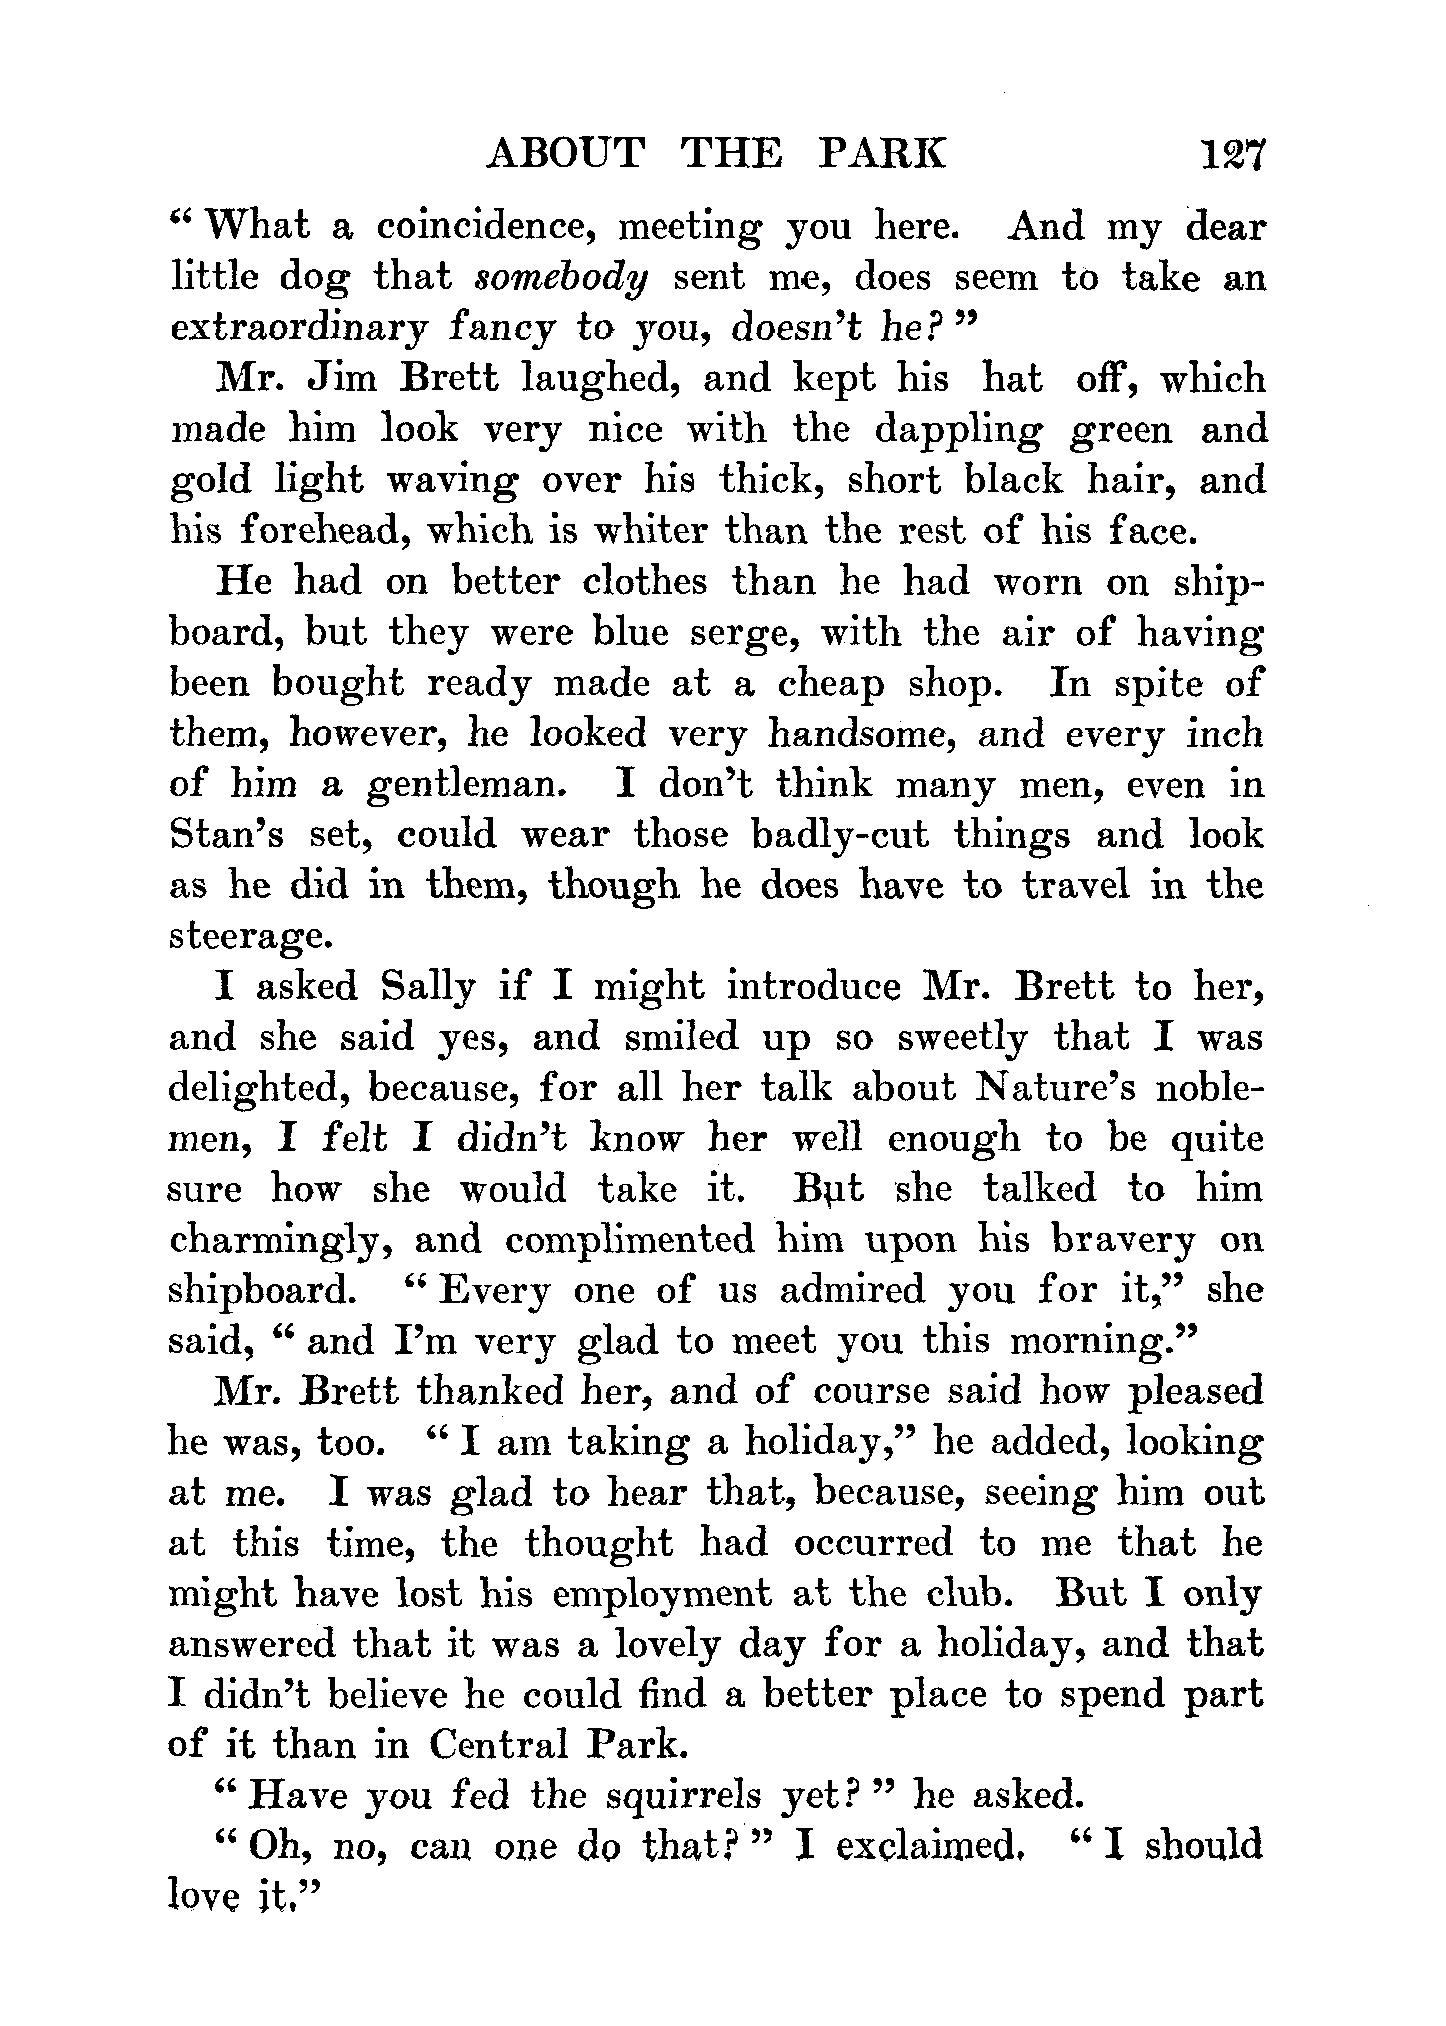 ABOUT THE PARK 127
“ What a coincidence, meeting you here. And my dear
little dog that somebody sent me, does seem to take an
extraordinary fancy to you, doesn’t he? ”
Mr. Jim Brett laughed, and kept his hat off, which
made him look very nice with the dappling green and
gold light waving over his thick, short black hair, and
his forehead, which is whiter than the rest of his face.
He had on better clothes than he had worn on ship-
board, but they were blue serge, with the air of having
been bought ready made at a cheap shop. In spite of
them, however, he looked very handsome, and every inch
of him a gentleman. I don’t think many men, even in
Stan’s set, could wear those badly-cut things and look
as he did in them, though he does have to travel in the
steerage.
I asked Sally if I might introduce Mr. Brett to her,
and she said yes, and smiled up so sweetly that I was
delighted, because, for all her talk about Nature’s noble-
men, I felt I didn’t know her well enough to be quite
sure how she would take it. But she talked to him
charmingly, and complimented him upon his bravery on
shipboard. “ Every one of us admired you for it,” she
said, “ and I’m very glad to meet you this morning.”
Mr. Brett thanked her, and of course said how pleased
he was, too. “ I am taking a holiday,” he added, looking
at me. I was glad to hear that, because, seeing him out
at this time, the thought had occurred to me that he
might have lost his employment at the club. But I only
answered that it was a lovely day for a holiday, and that
I didn’t believe he could find a better place to spend part
of it than in Central Park.
“ Have you fed the squirrels yet? ” he asked.
“ Oh, no, can one do that? ” I exclaimed. “ I should
love it.”